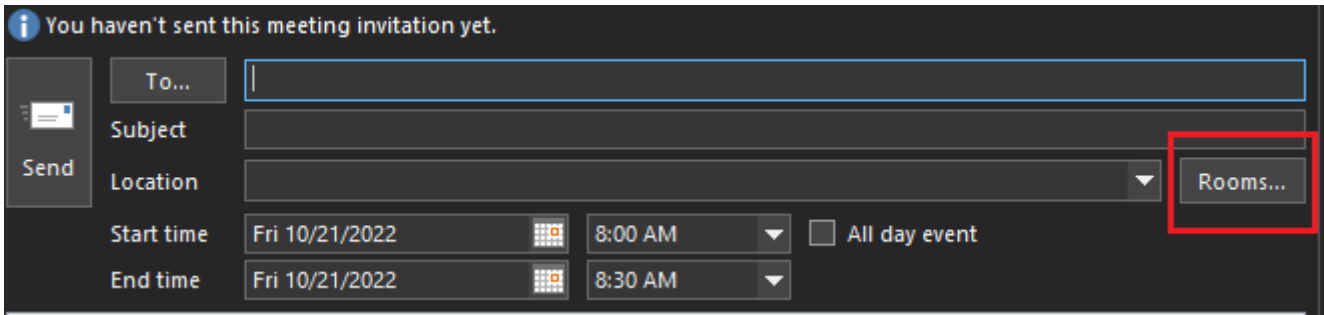 You haven't sent this meeting invitation yet.
To...
Subject
Send
Location
Rooms...
Start time Fri 10/21/2022 8:00 AM All day event
End time Fri 10/21/2022 8:30 AM